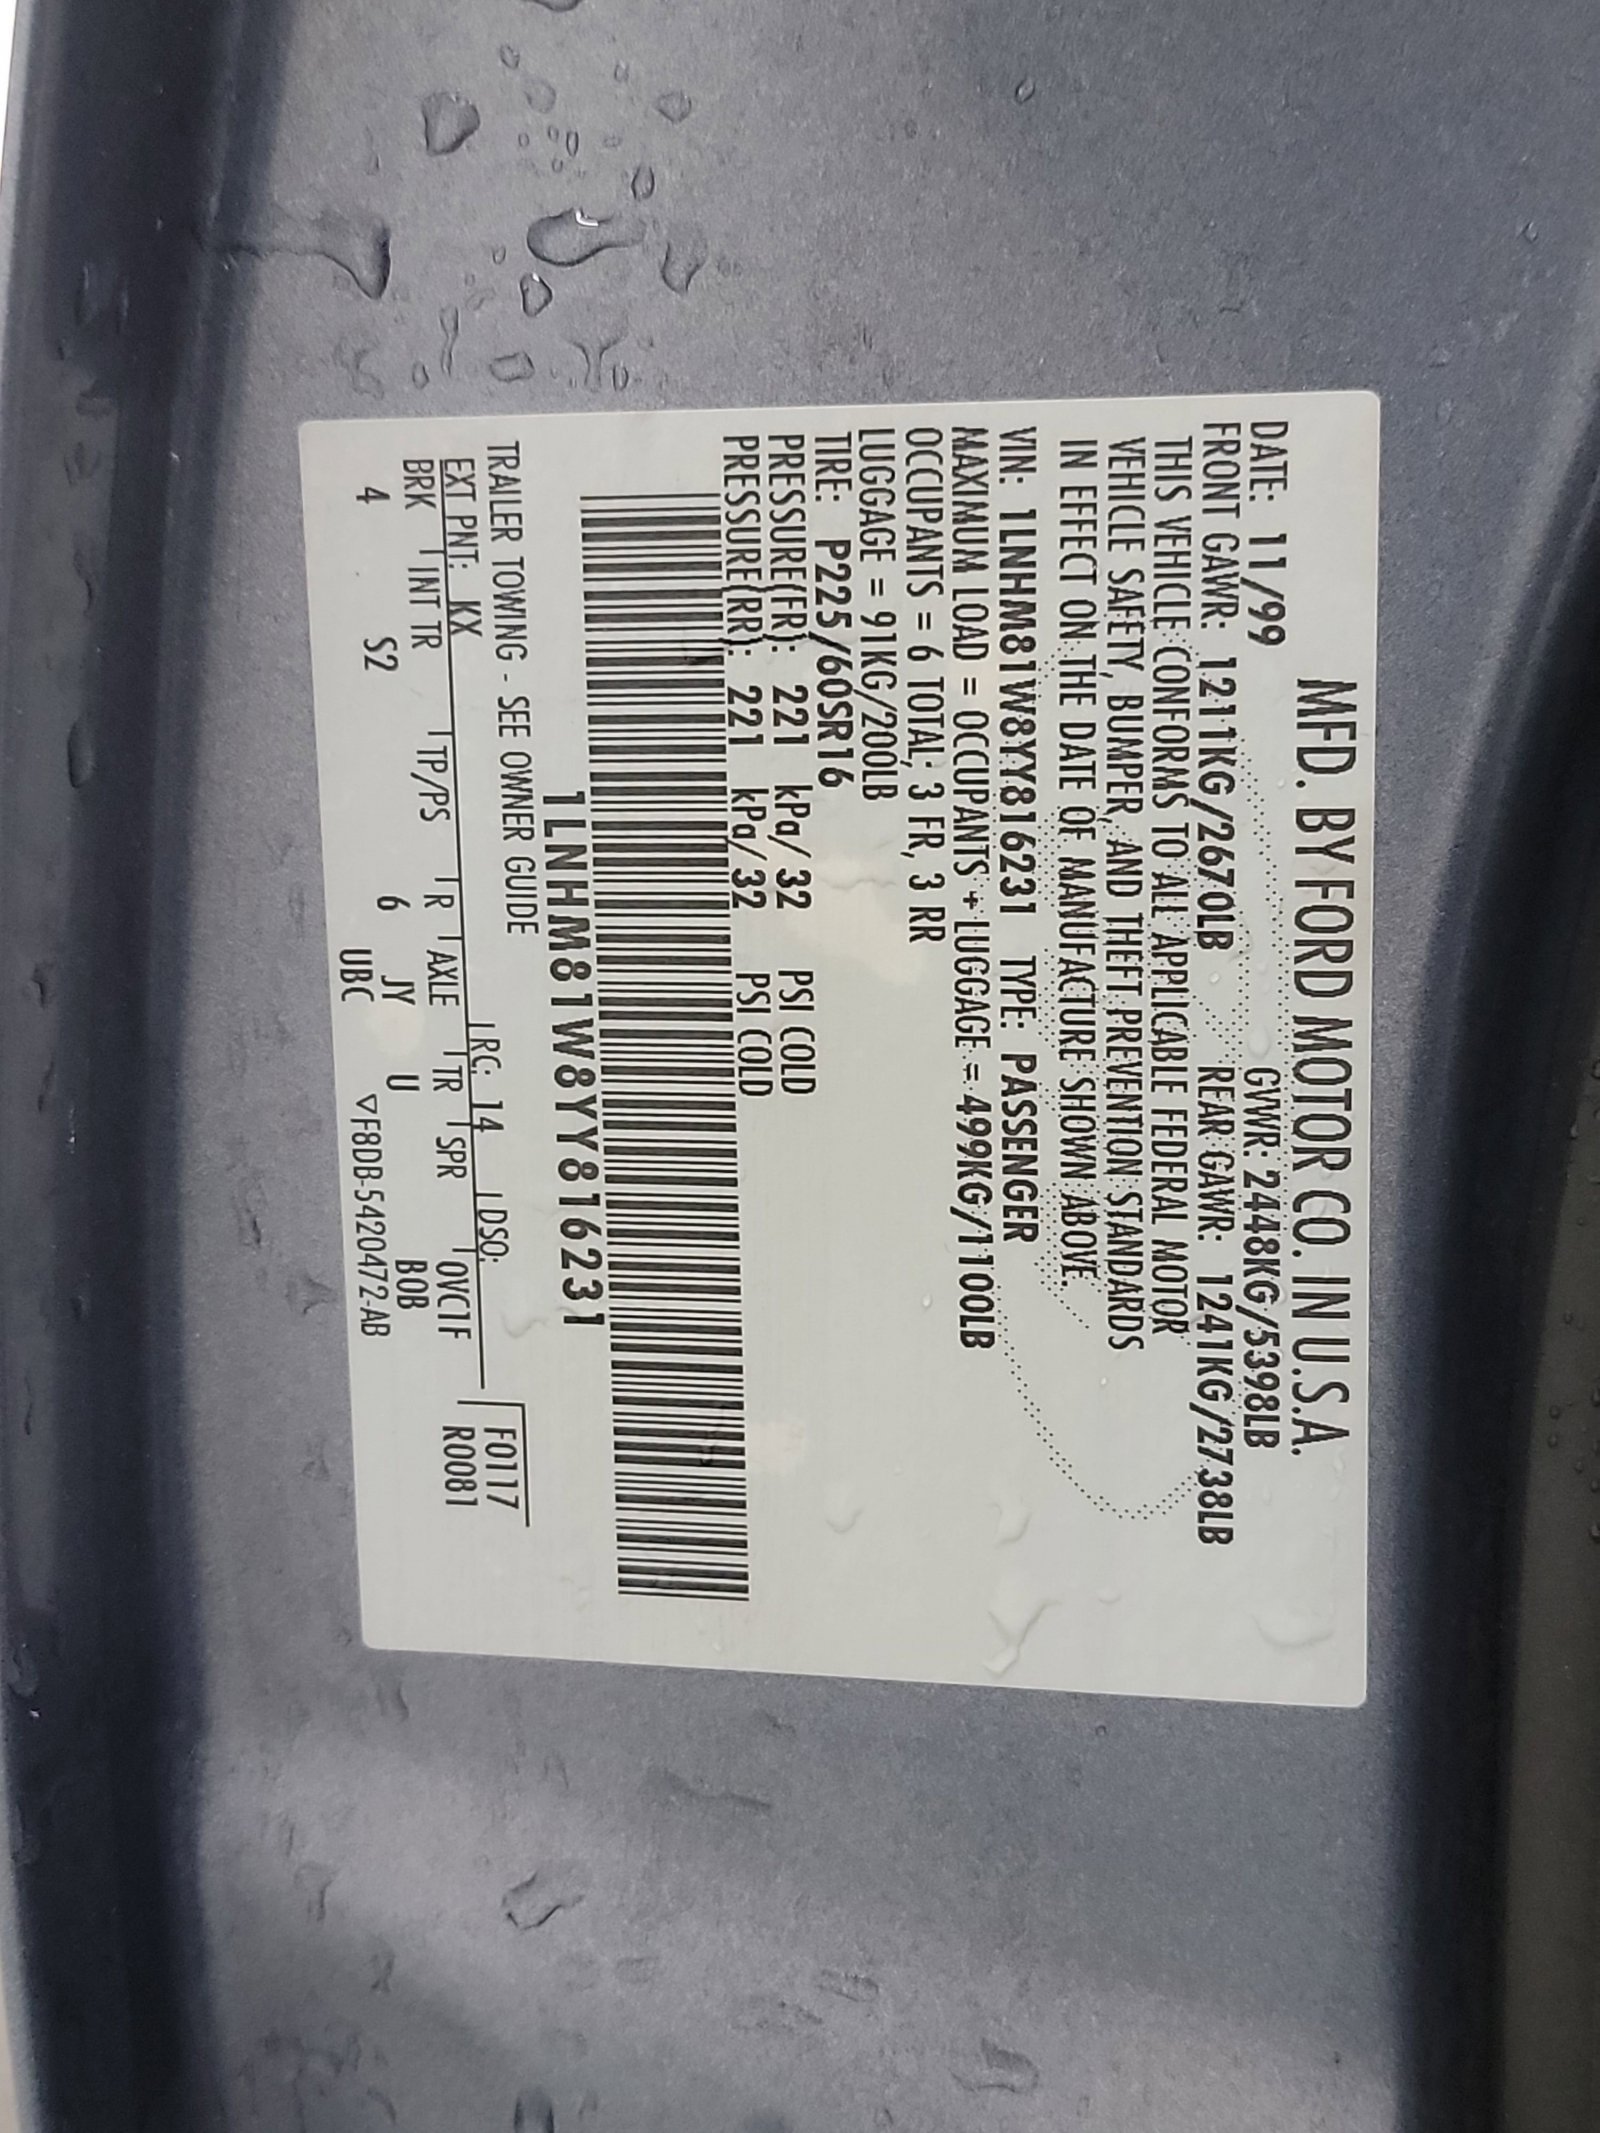 MFD. BY FORD MOTOR CO. IN U.S.A.
DATE: 11/99 GVWR: 2448KG/5398LB
FRONT GAWR: 1211KG/2670LB REAR GAWR: 1241KG/2738LB
THIS VEHICLE CONFORMS TO ALL APPLICABLE FEDERAL MOTOR
VEHICLE SAFETY, BUMPER, AND THEFT PREVENTION STANDARDS
IN EFFECT ON THE DATE OF MANUFACTURE SHOWN ABOVE.
VIN: 1LNHM81W8YY816231 TYPE: PASSENGER
MAXIMUM LOAD = OCCUPANTS + LUGGAGE = 499KG/1100LB
OCCUPANTS = 6 TOTAL; 3 FR, 3 RR
LUGGAGE = 91KG/200LB
TIRE: P225/60SR16
PRESSURE(FR): 221 kPa/32 PSI COLD
PRESSURE(RR): 221 kPa/32 PSI COLD
1LNHM81W8YY816231
TRAILER TOWING - SEE OWNER GUIDE
F0117
EXT PNT: KX RC: 14 DSO: R0081
BRK INT TR TP/PS R AXLE TR SPR OVC1F
4 S2 6 JY U BOB
UBC ▽F8DB-5420472-AB